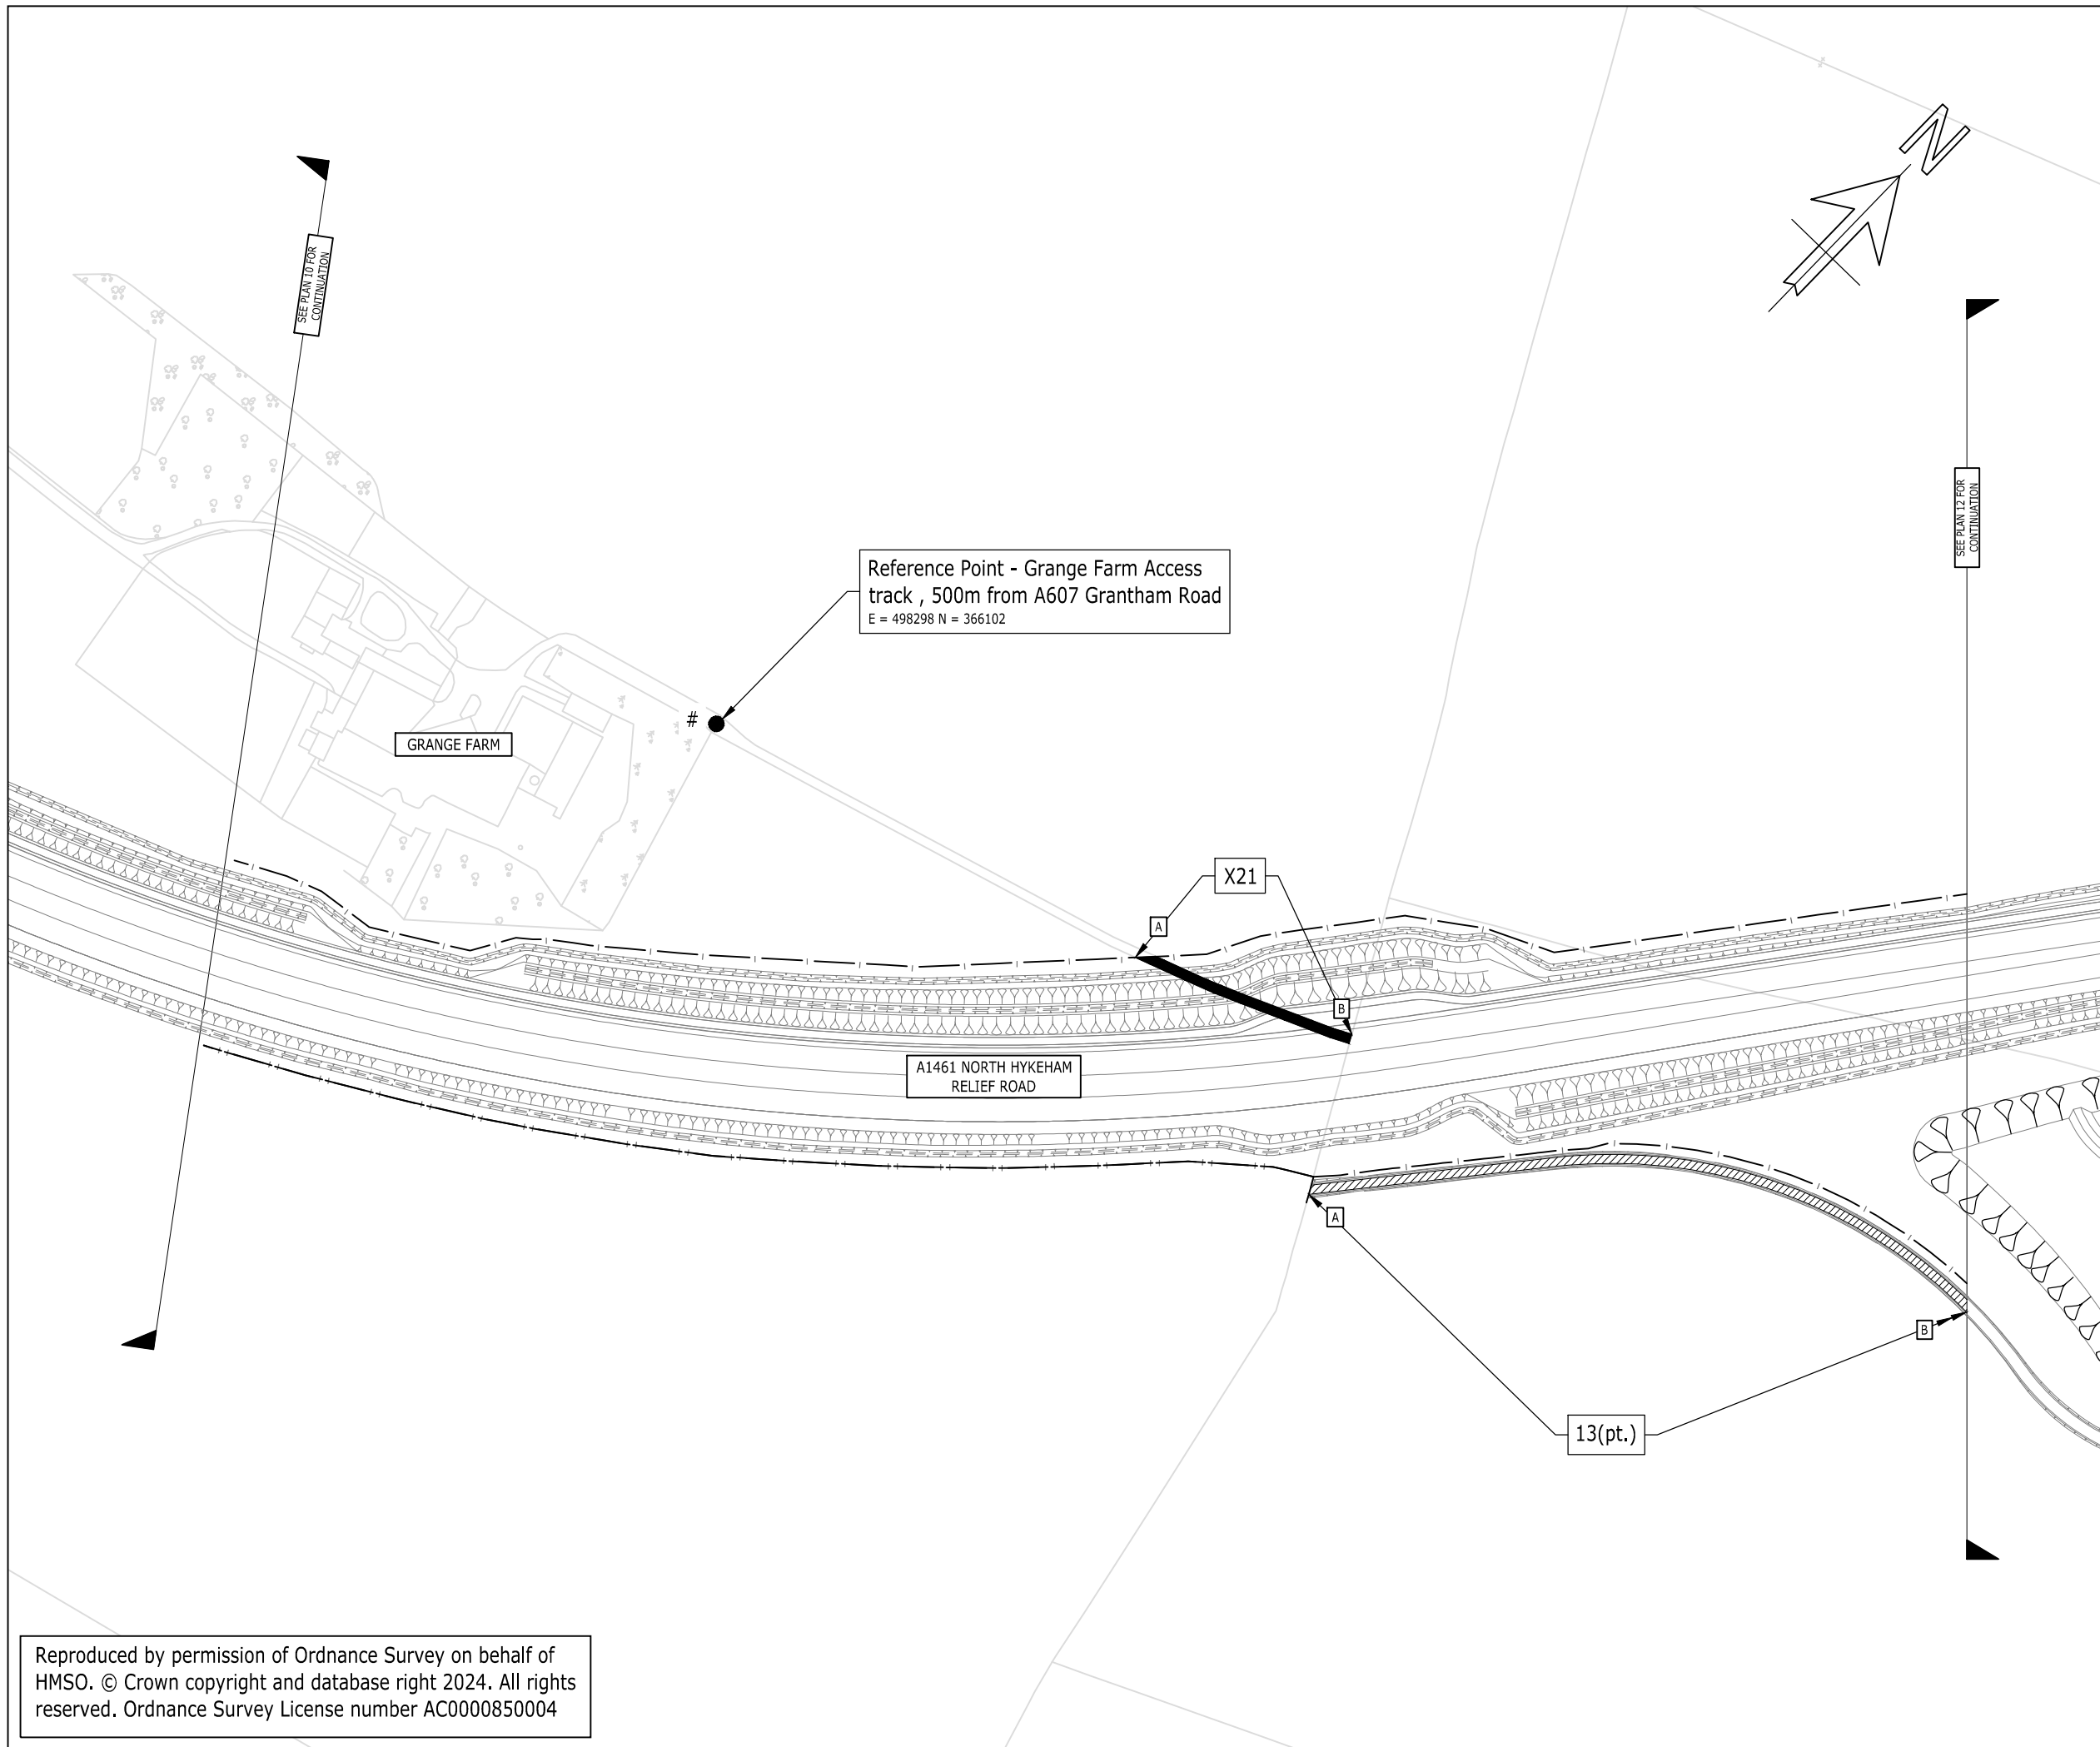 N
SEE PLAN 10 FOR
CONTINUATION
SEE PLAN 12 FOR
CONTINUATION
Reference Point - Grange Farm Access
track , 500m from A607 Grantham Road
E = 498298 N = 366102
#
GRANGE FARM
X21
A
B
A1461 NORTH HYKEHAM
RELIEF ROAD
A
B
13(pt.)
Reproduced by permission of Ordnance Survey on behalf of
HMSO. © Crown copyright and database right 2024. All rights
reserved. Ordnance Survey License number AC0000850004